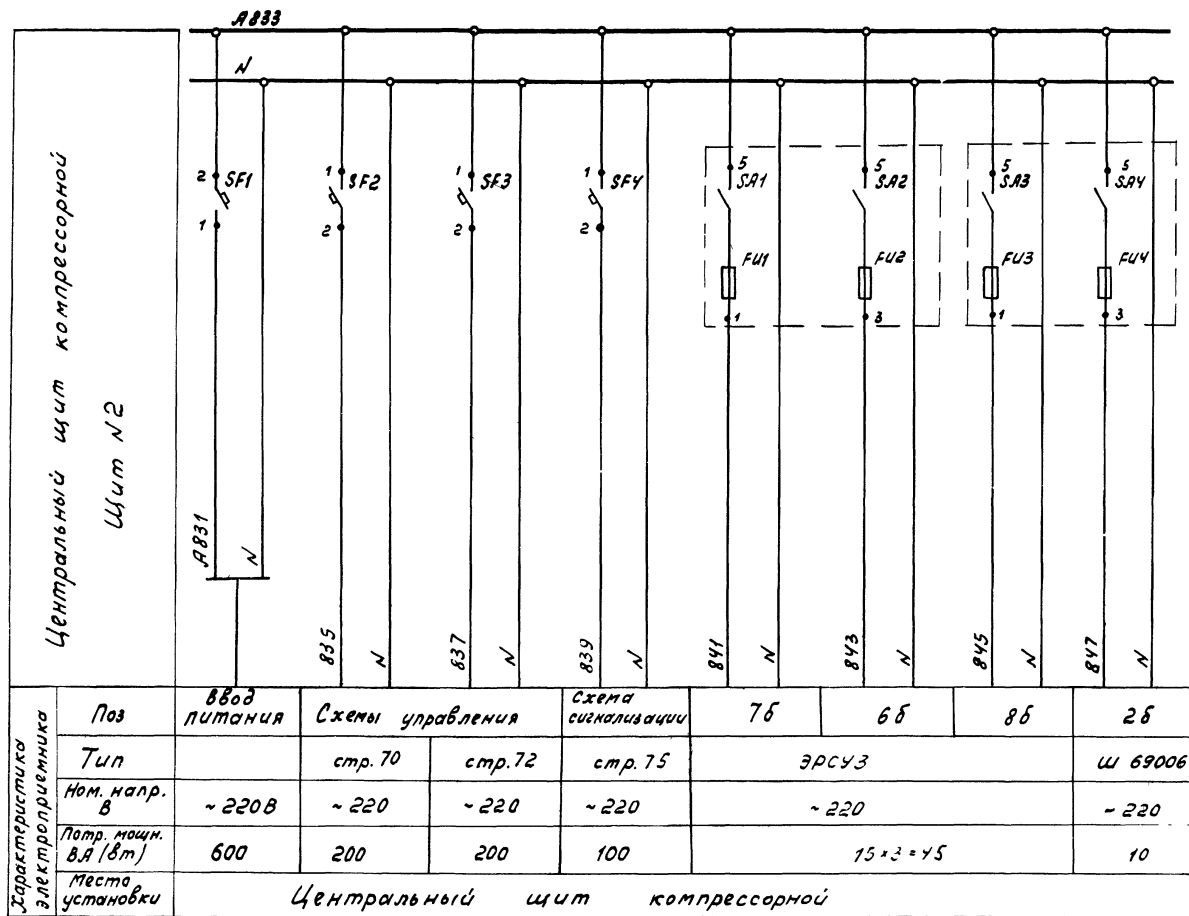 А833
N
2 SF1
1
1 SF2
2
1 SF3
2
1 SF4
2
5
SA1
FU1
1
5
SA2
FU2
3
5
SA3
FU3
1
5
SA4
FU4
3
Центральный щит компрессорной
Щит N2
А831
N
835
N
837
N
839
N
841
N
843
N
845
N
847
N
Характеристика электроприемника
Поз
Ввод питания
Схемы управления
Схема сигнализации
7б
6б
8б
2б
Тип
стр. 70
стр. 72
стр. 75
ЭРСУ3
Ш 69006
Ном. напр. В
~ 220В
~ 220
~ 220
~ 220
~ 220
~ 220
Потр. мощн. ВА (вт)
600
200
200
100
15×3=45
10
Место установки
Центральный щит компрессорной